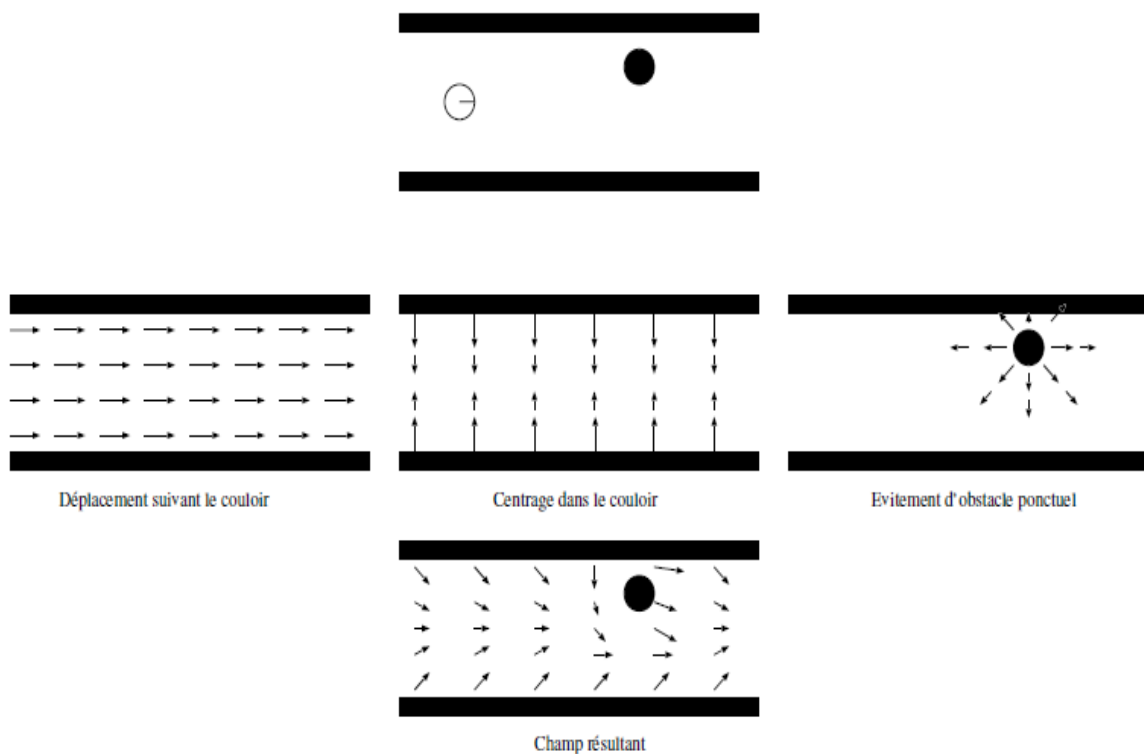 Déplacement suivant le couloir
Centrage dans le couloir
Evitement d'obstacle ponctuel
Champ résultant